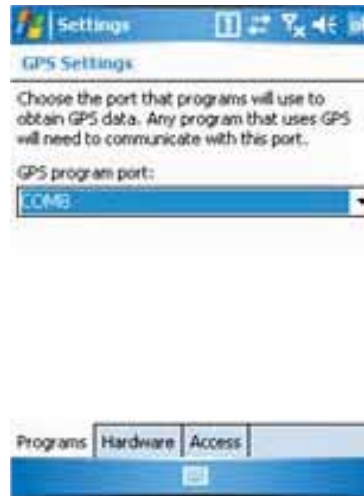 Settings
GPS Settings
Choose the port that programs will use to
obtain GPS data. Any program that uses GPS
will need to communicate with this port.
GPS program port:
COM8
Programs Hardware Access